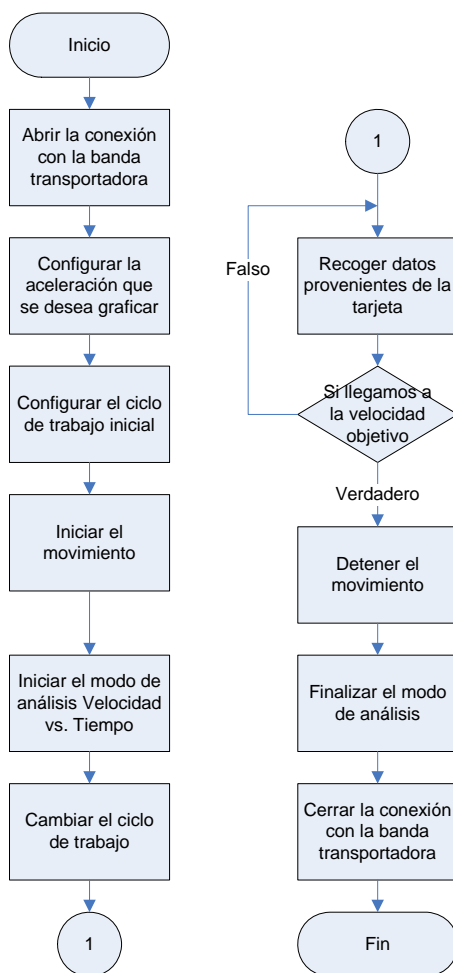 Inicio
Abrir la conexión
con la banda
transportadora
Configurar la
aceleración que
se desea graficar
Configurar el ciclo
de trabajo inicial
Iniciar el
movimiento
Iniciar el modo de
análisis Velocidad
vs. Tiempo
Cambiar el ciclo
de trabajo
1
1
Falso
Recoger datos
provenientes de la
tarjeta
Si llegamos a
la velocidad
objetivo
Verdadero
Detener el
movimiento
Finalizar el modo
de análisis
Cerrar la conexión
con la banda
transportadora
Fin